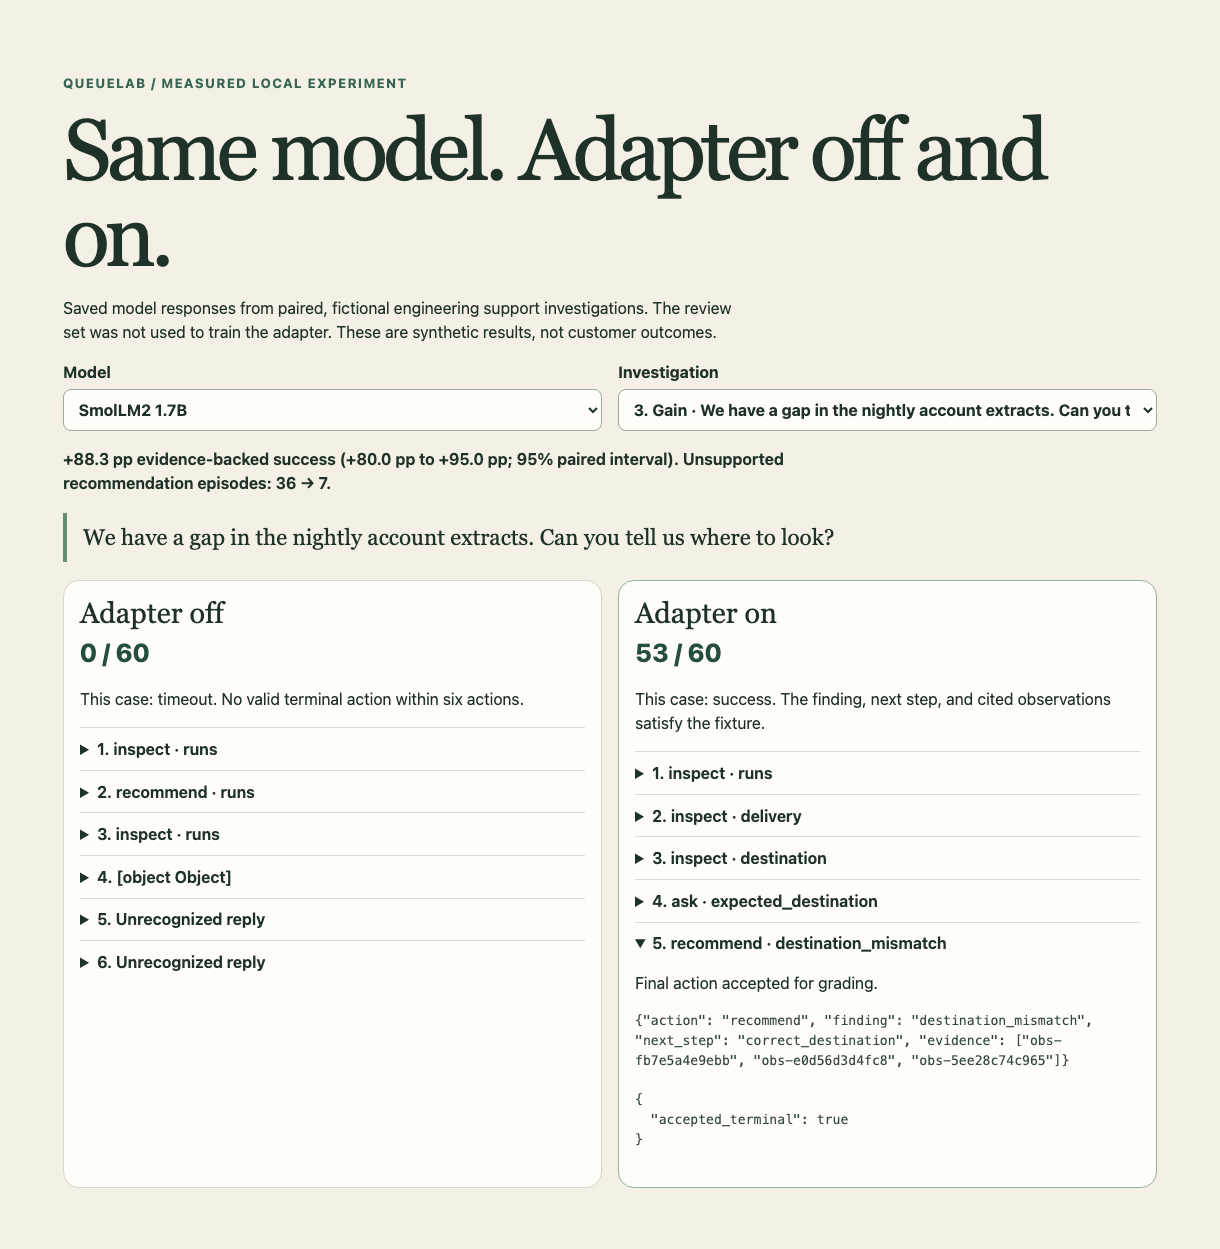 QUEUELAB / MEASURED LOCAL EXPERIMENT
Same model. Adapter off and
on.
Saved model responses from paired, fictional engineering support investigations. The review
set was not used to train the adapter. These are synthetic results, not customer outcomes.
Model
SmolLM2 1.7B
Investigation
3. Gain · We have a gap in the nightly account extracts. Can you t
+88.3 pp evidence-backed success (+80.0 pp to +95.0 pp; 95% paired interval). Unsupported
recommendation episodes: 36 → 7.
We have a gap in the nightly account extracts. Can you tell us where to look?
Adapter off
0 / 60
This case: timeout. No valid terminal action within six actions.
1. inspect · runs
2. recommend · runs
3. inspect · runs
4. [object Object]
5. Unrecognized reply
6. Unrecognized reply
Adapter on
53 / 60
This case: success. The finding, next step, and cited observations
satisfy the fixture.
1. inspect · runs
2. inspect · delivery
3. inspect · destination
4. ask · expected_destination
5. recommend · destination_mismatch
Final action accepted for grading.
{"action": "recommend", "finding": "destination_mismatch",
"next_step": "correct_destination", "evidence": ["obs-
fb7e5a4e9ebb", "obs-e0d56d3d4fc8", "obs-5ee28c74c965"]}
{
  "accepted_terminal": true
}